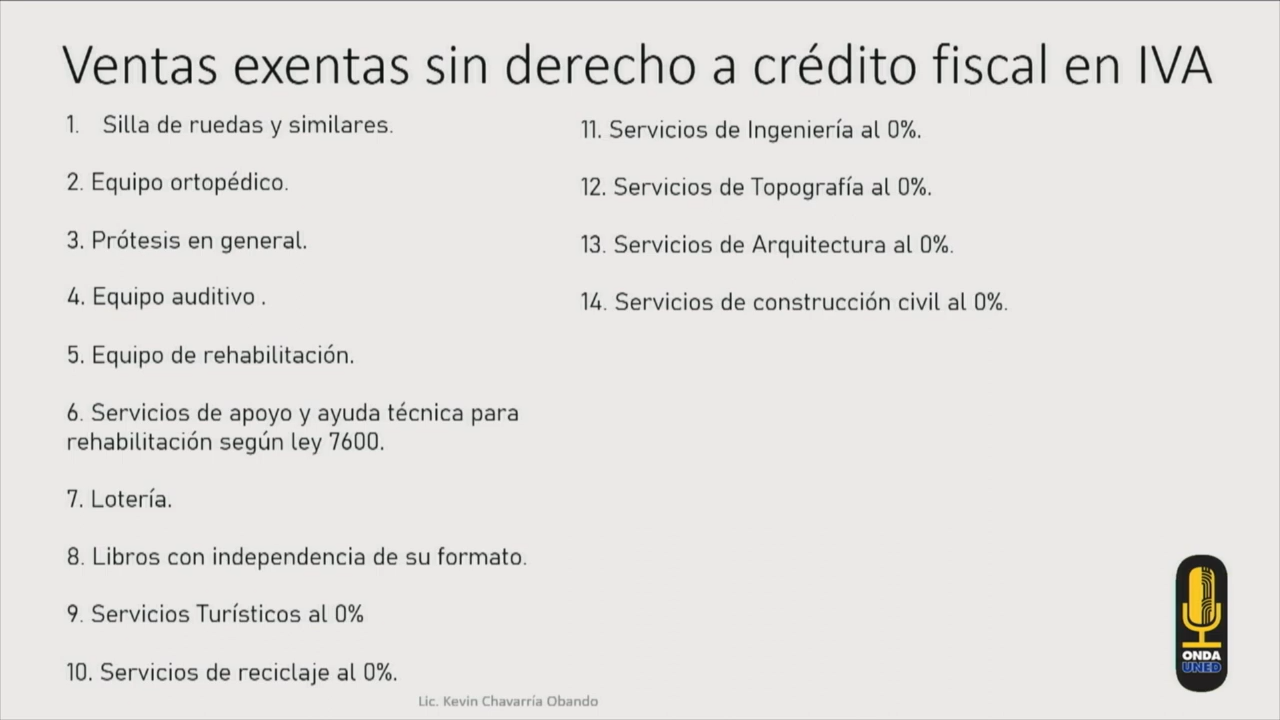 Ventas exentas sin derecho a crédito fiscal en IVA
1. Silla de ruedas y similares.
2. Equipo ortopédico.
3. Prótesis en general.
4. Equipo auditivo .
5. Equipo de rehabilitación.
6. Servicios de apoyo y ayuda técnica para
rehabilitación según ley 7600.
7. Lotería.
8. Libros con independencia de su formato.
9. Servicios Turísticos al 0%
10. Servicios de reciclaje al 0%.
11. Servicios de Ingeniería al 0%.
12. Servicios de Topografía al 0%.
13. Servicios de Arquitectura al 0%.
14. Servicios de construcción civil al 0%.
Lic. Kevin Chavarría Obando
ONDA
UNED